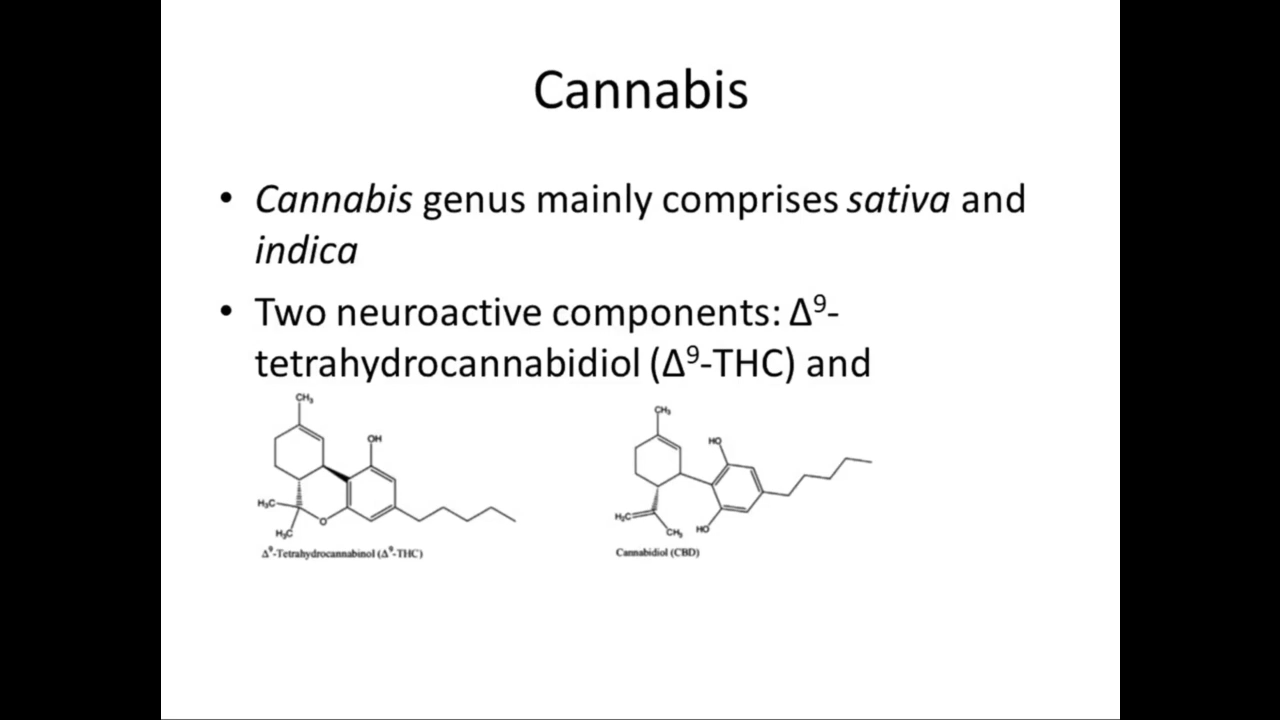 Cannabis
• Cannabis genus mainly comprises sativa and
indica
• Two neuroactive components: Δ⁹-
tetrahydrocannabidiol (Δ⁹-THC) and
CH₃
OH
H₃C
O
H₃C
Δ⁹-Tetrahydrocannabinol (Δ⁹-THC)
CH₃
HO
H₂C
CH₃
HO
Cannabidiol (CBD)